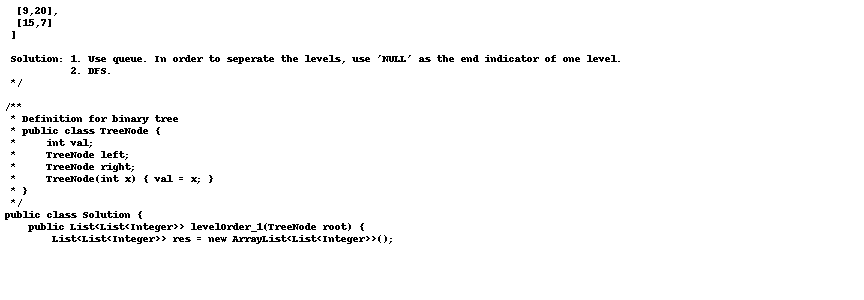 [9,20],
  [15,7]
 ]

 Solution: 1. Use queue. In order to seperate the levels, use 'NULL' as the end indicator of one level.
           2. DFS.
 */

/**
 * Definition for binary tree
 * public class TreeNode {
 *     int val;
 *     TreeNode left;
 *     TreeNode right;
 *     TreeNode(int x) { val = x; }
 * }
 */
public class Solution {
    public List<List<Integer>> levelOrder_1(TreeNode root) {
        List<List<Integer>> res = new ArrayList<List<Integer>>();